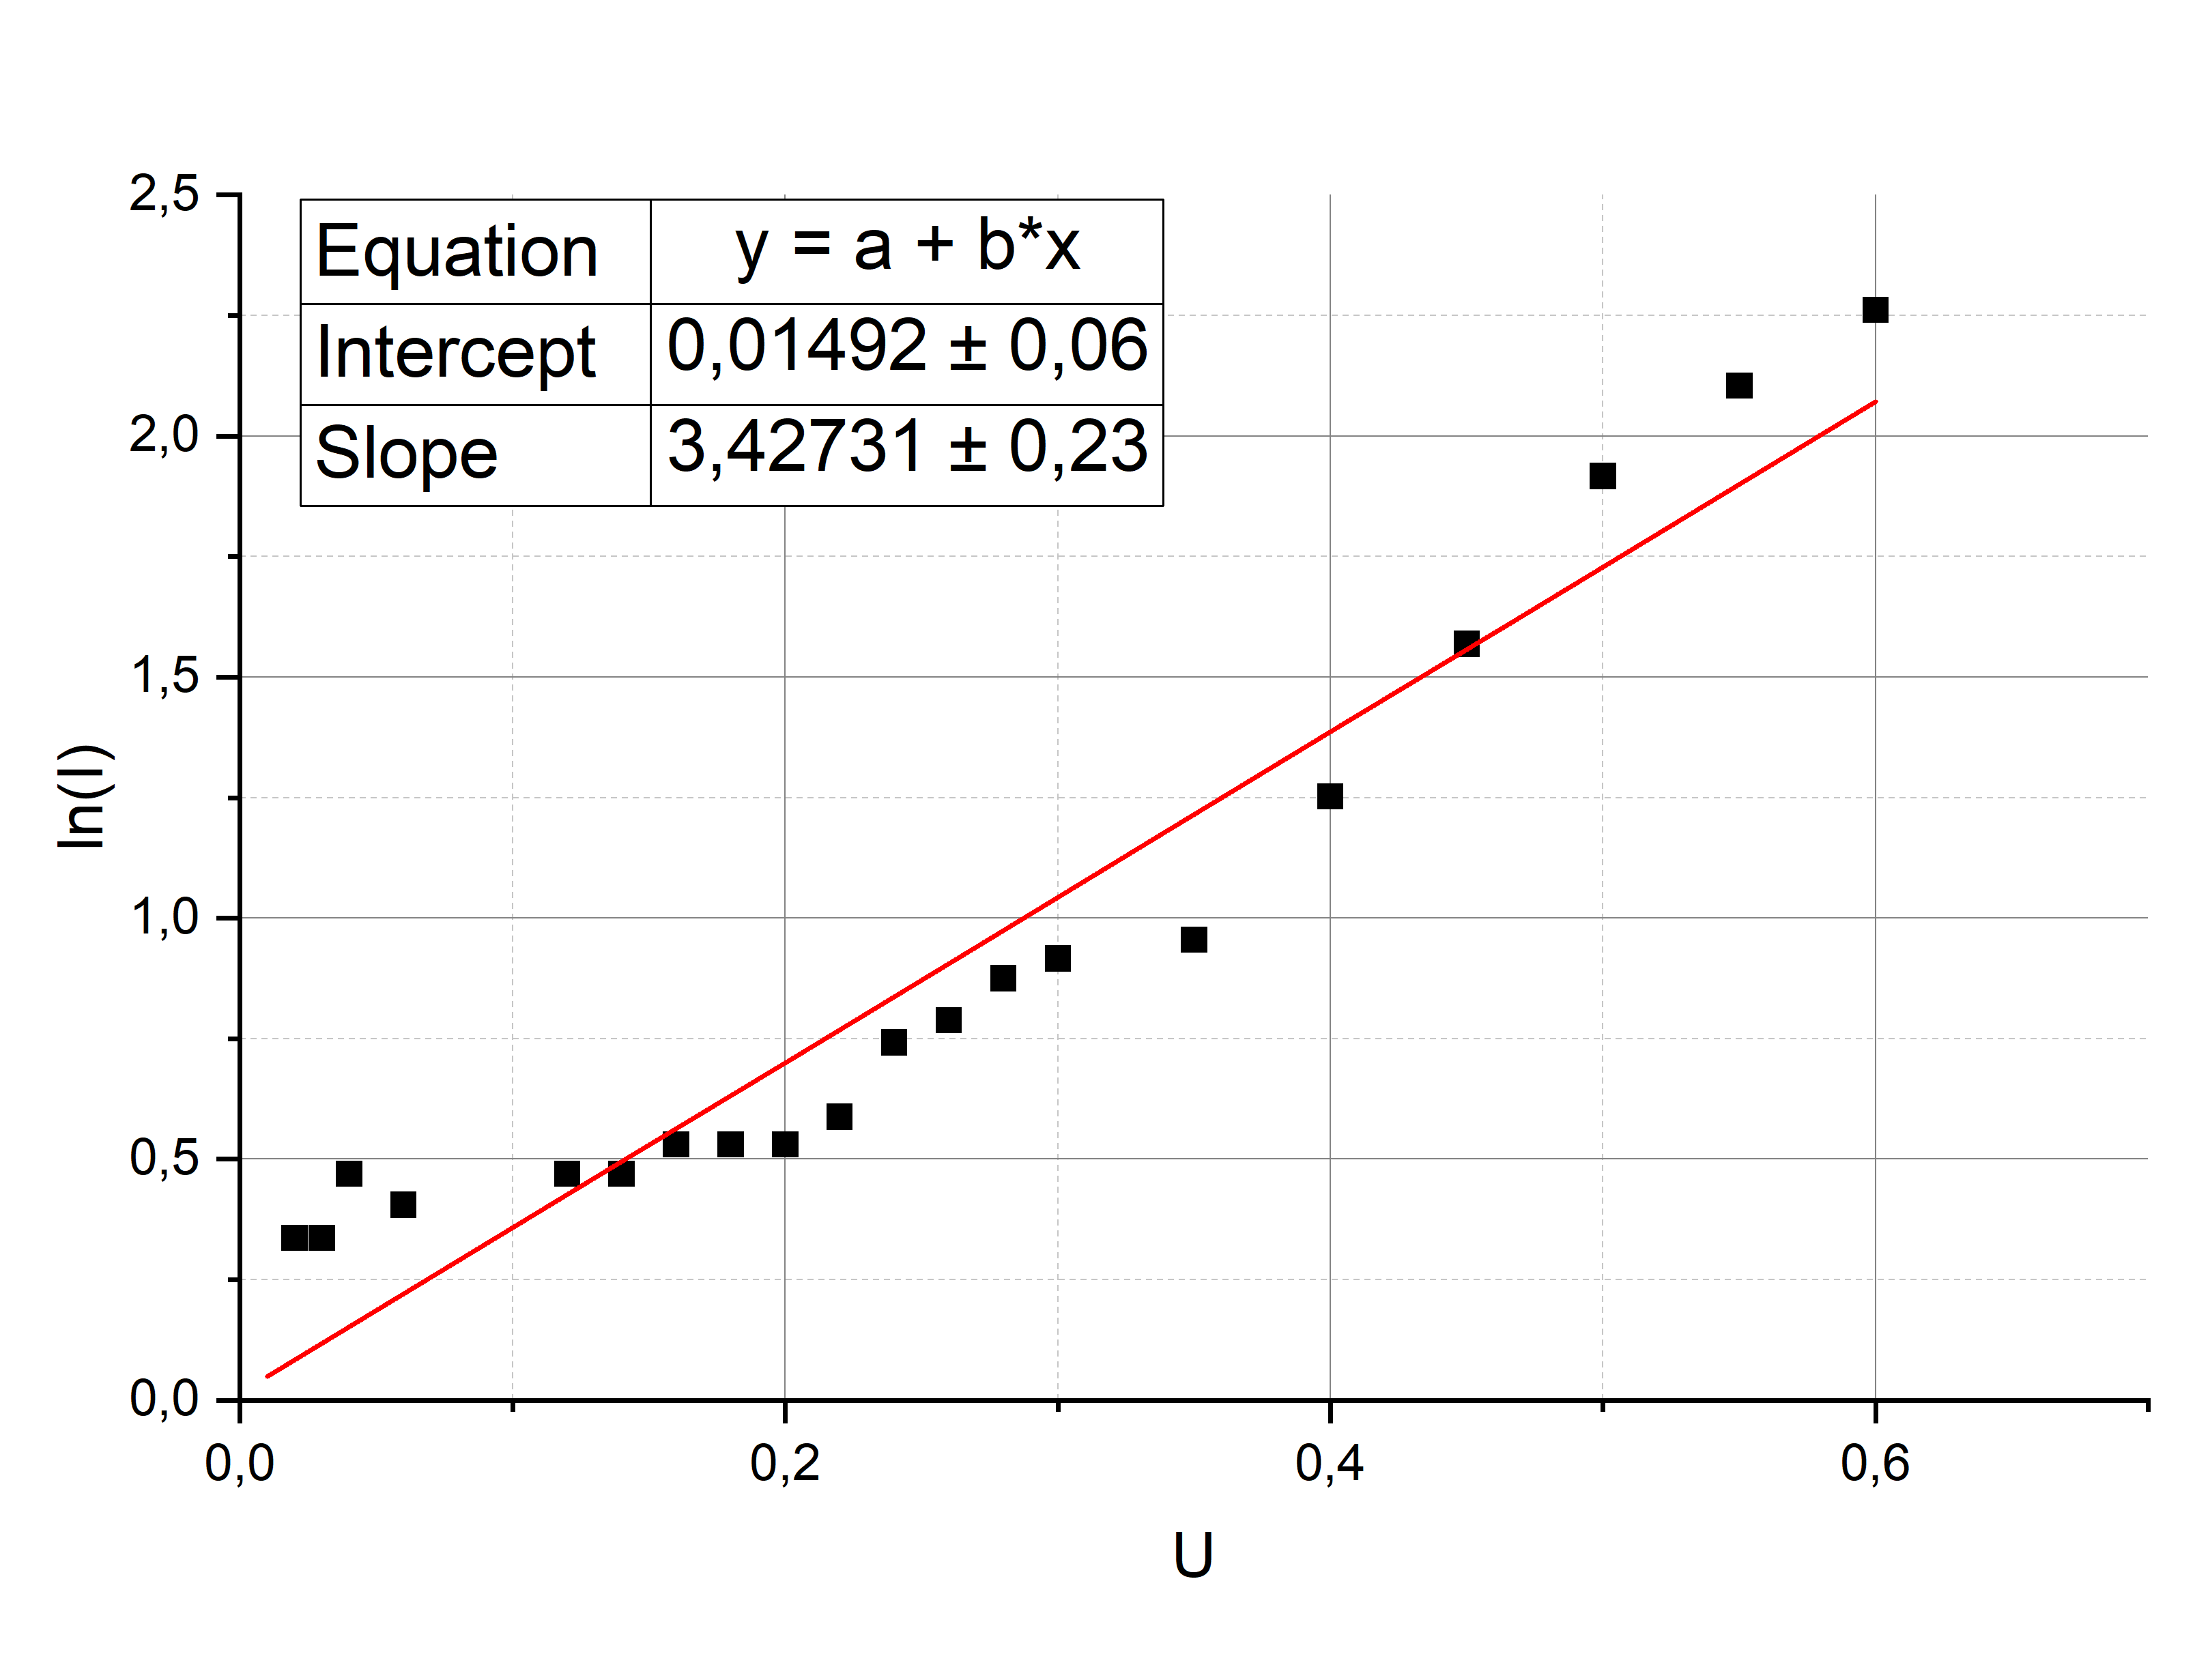 Equation y = a + b*x
Intercept 0,01492 ± 0,06
Slope 3,42731 ± 0,23
2,5
2,0
1,5
1,0
0,5
0,0
ln(I)
0,0 0,2 0,4 0,6
U